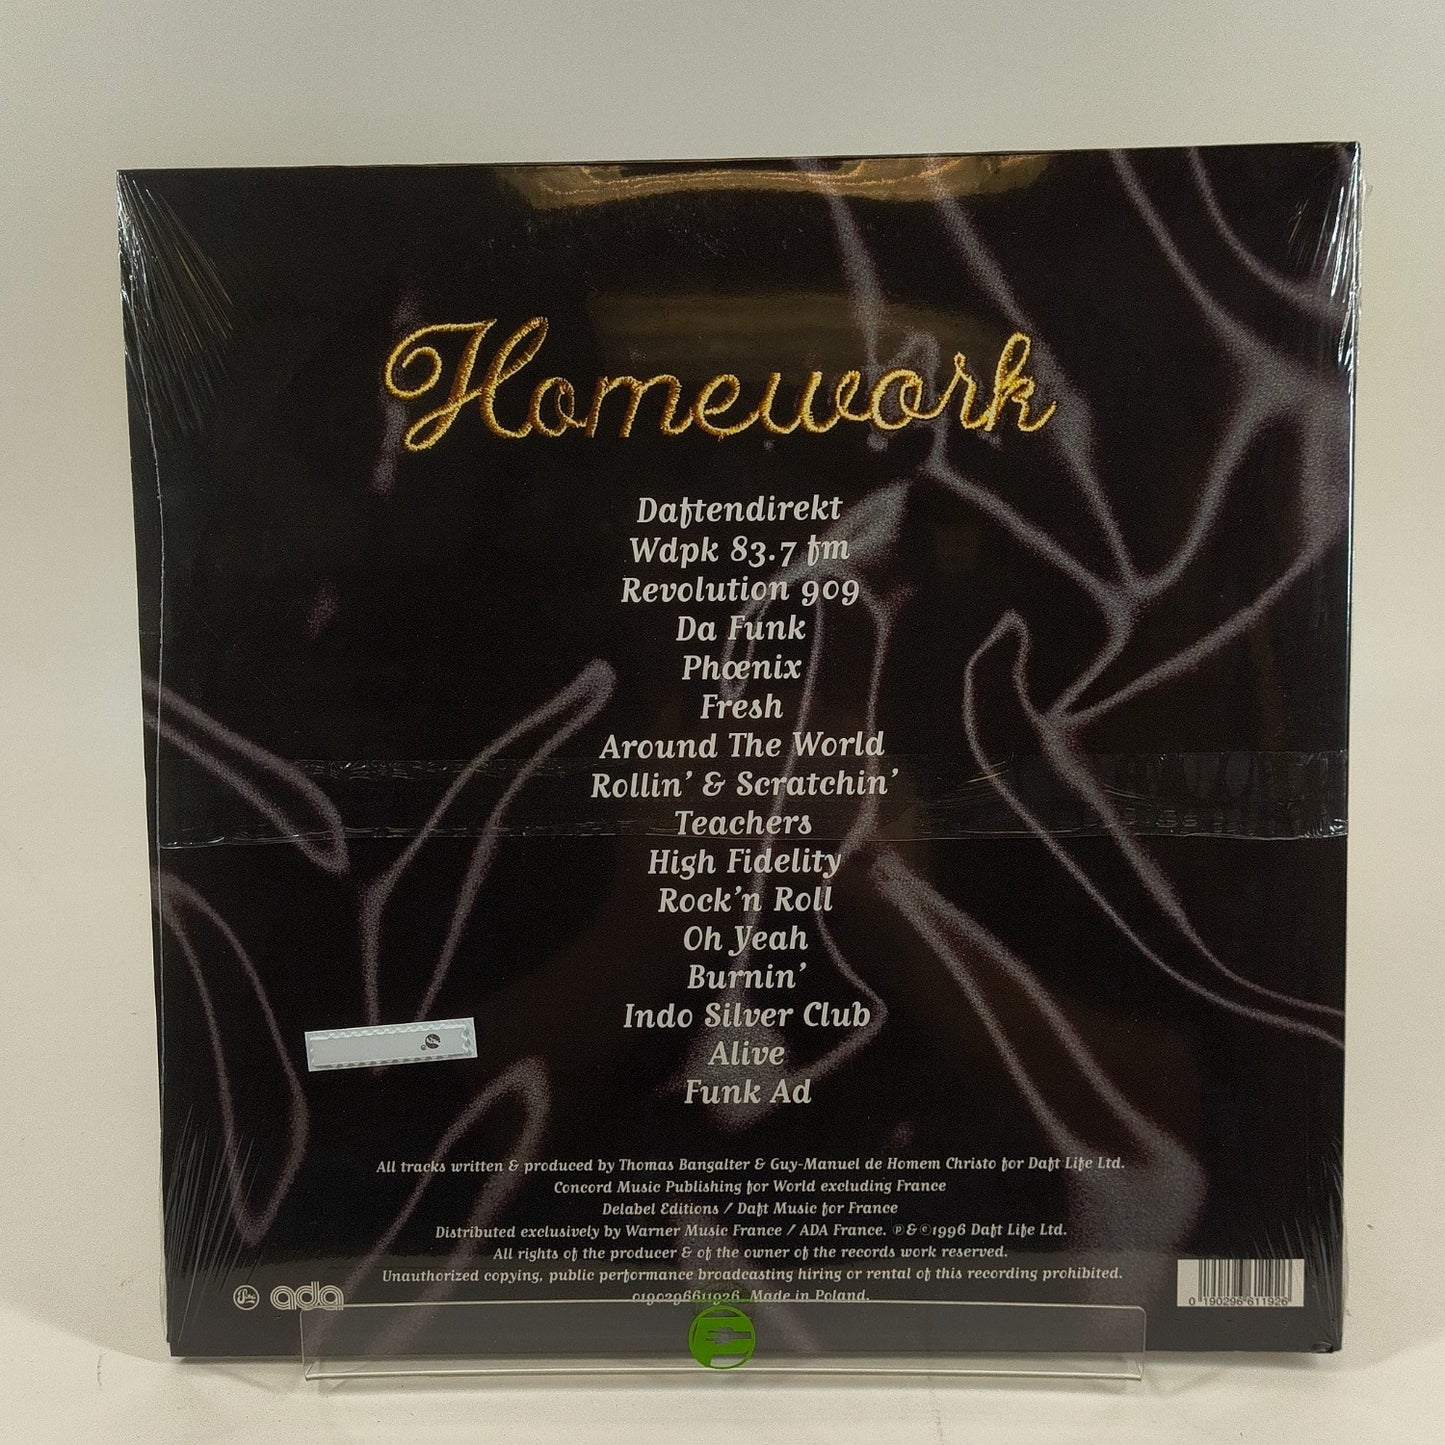 Homework
Daftendirekt
Wdpk 83.7 fm
Revolution 909
Da Funk
Phœnix
Fresh
Around The World
Rollin' & Scratchin'
Teachers
High Fidelity
Rock'n Roll
Oh Yeah
Burnin'
Indo Silver Club
Alive
Funk Ad
All tracks written & produced by Thomas Bangalter & Guy-Manuel de Homem Christo for Daft Life Ltd.
Concord Music Publishing for World excluding France
Delabel Editions / Daft Music for France
Distributed exclusively by Warner Music France / ADA France. ℗ & © 1996 Daft Life Ltd.
All rights of the producer & of the owner of the records work reserved.
Unauthorized copying, public performance broadcasting hiring or rental of this recording prohibited.
0190296611926 Made in Poland.
ada
0 190296 611926